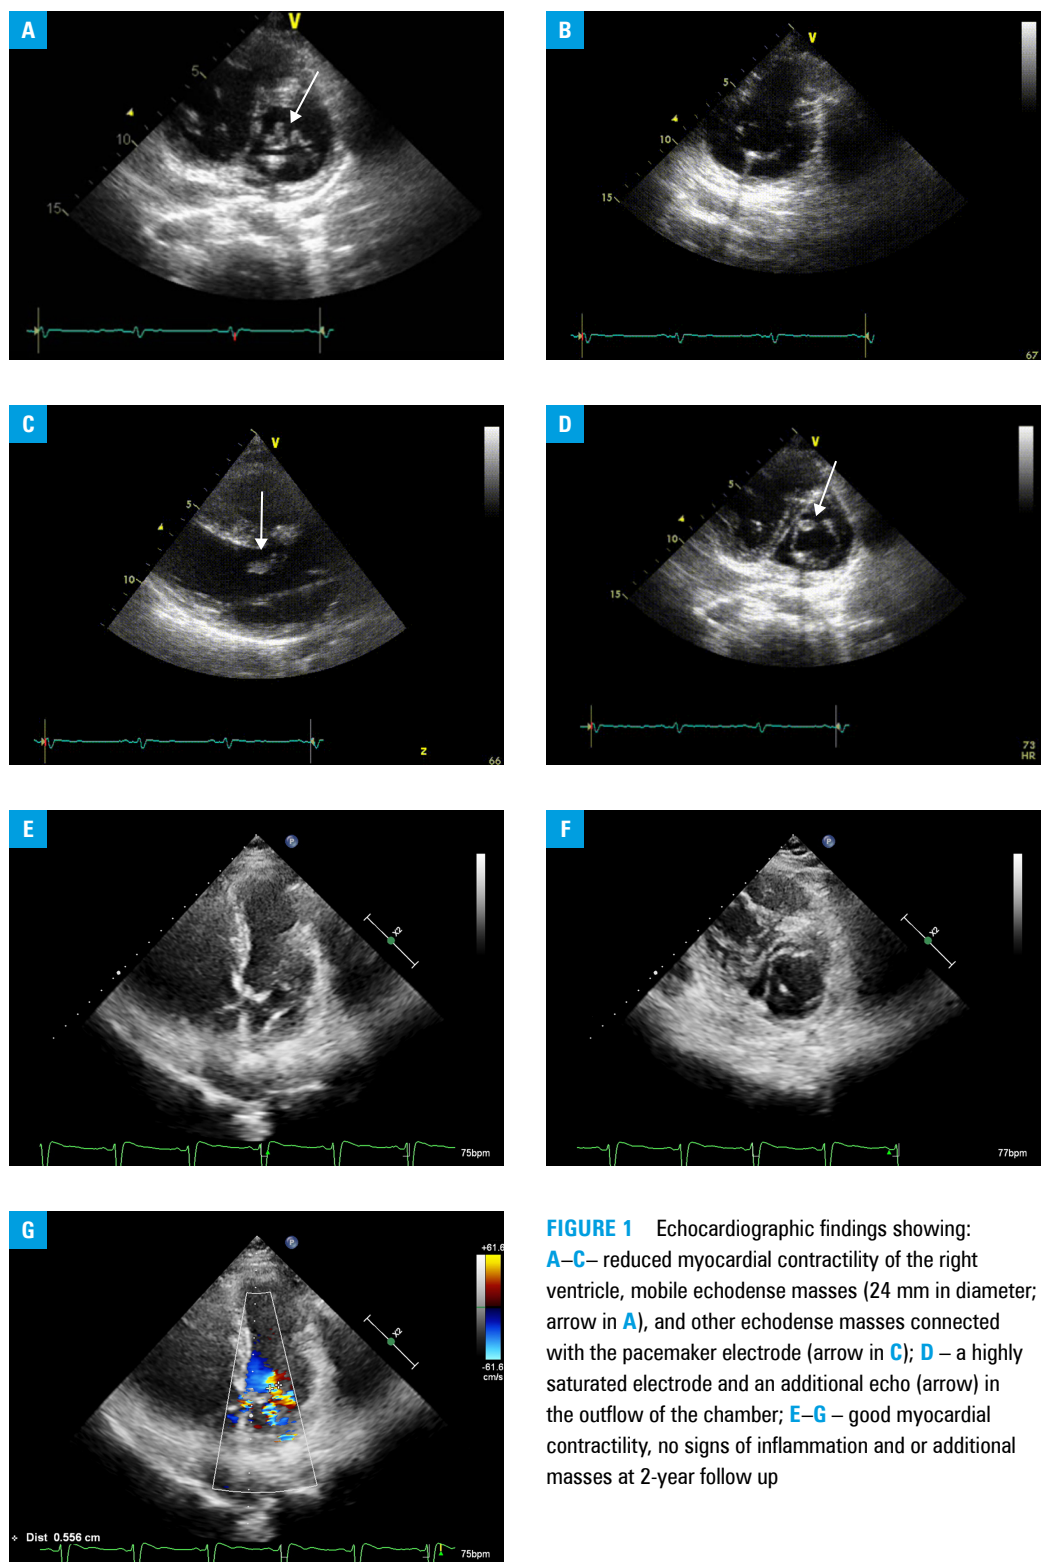 A
V
5
10
15
B
V
5
10
15
67
C
V
5
10
Z
66
D
V
5
10
15
73
HR
E
P
X2
75bpm
F
P
X2
77bpm
G
P
+61.6
X2
-61.6
cm/s
Dist 0.556 cm
75bpm
FIGURE 1 Echocardiographic findings showing:
A–C– reduced myocardial contractility of the right
ventricle, mobile echodense masses (24 mm in diameter;
arrow in A), and other echodense masses connected
with the pacemaker electrode (arrow in C); D – a highly
saturated electrode and an additional echo (arrow) in
the outflow of the chamber; E–G – good myocardial
contractility, no signs of inflammation and or additional
masses at 2-year follow up